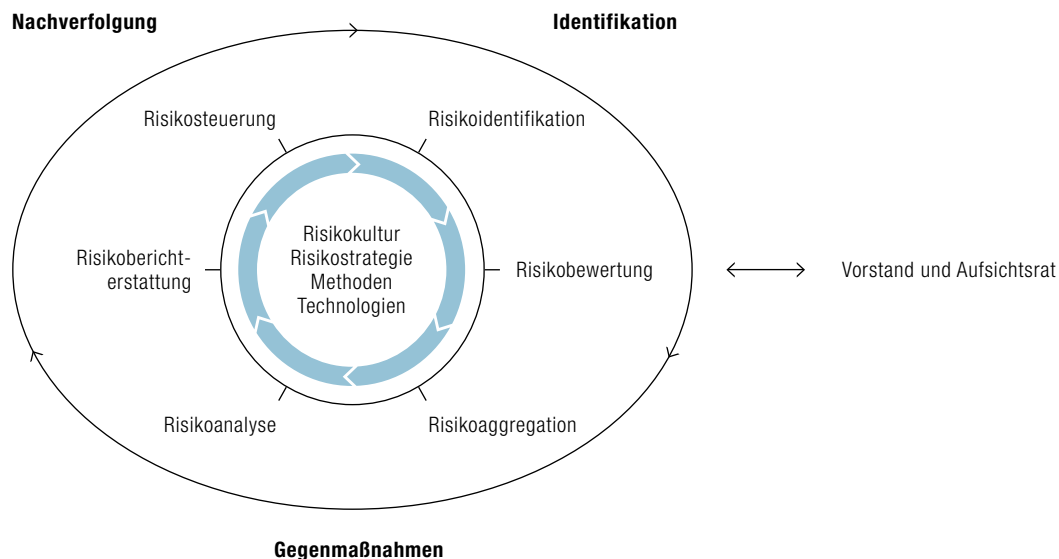 Nachverfolgung
Identifikation
Risikosteuerung
Risikoidentifikation
Risikokultur
Risikostrategie
Methoden
Technologien
Risikobericht-
erstattung
Risikobewertung
Vorstand und Aufsichtsrat
Risikoanalyse
Risikoaggregation
Gegenmaßnahmen